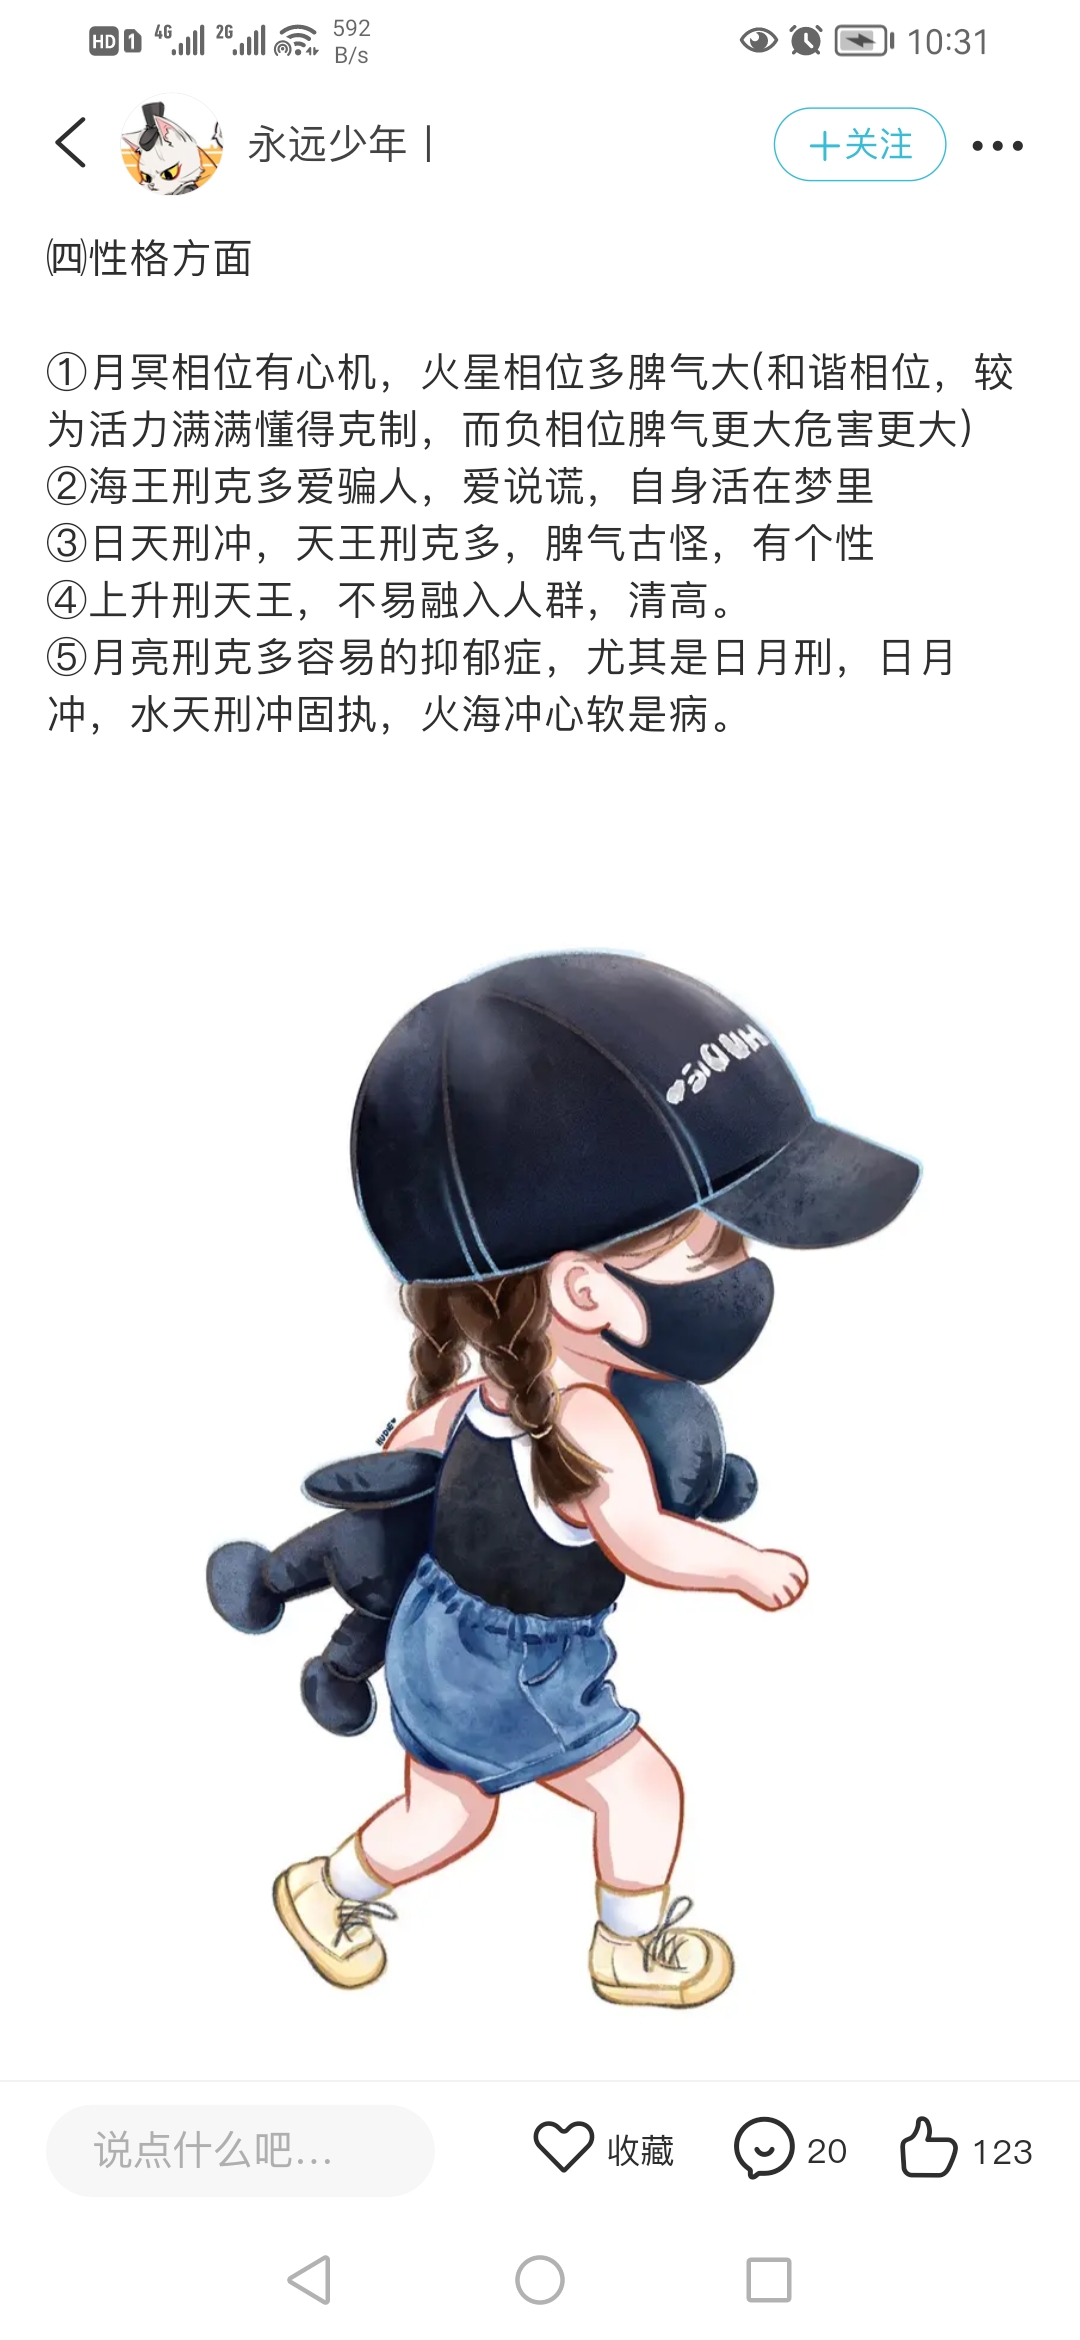 HD 1 4G 2G 592 B/s 10:31
永远少年丨
+关注
㈣性格方面
①月冥相位有心机，火星相位多脾气大(和谐相位，较
为活力满满懂得克制，而负相位脾气更大危害更大)
②海王刑克多爱骗人，爱说谎，自身活在梦里
③日天刑冲，天王刑克多，脾气古怪，有个性
④上升刑天王，不易融入人群，清高。
⑤月亮刑克多容易的抑郁症，尤其是日月刑，日月
冲，水天刑冲固执，火海冲心软是病。
HUDIE
HUDIE
说点什么吧...
收藏
20
123